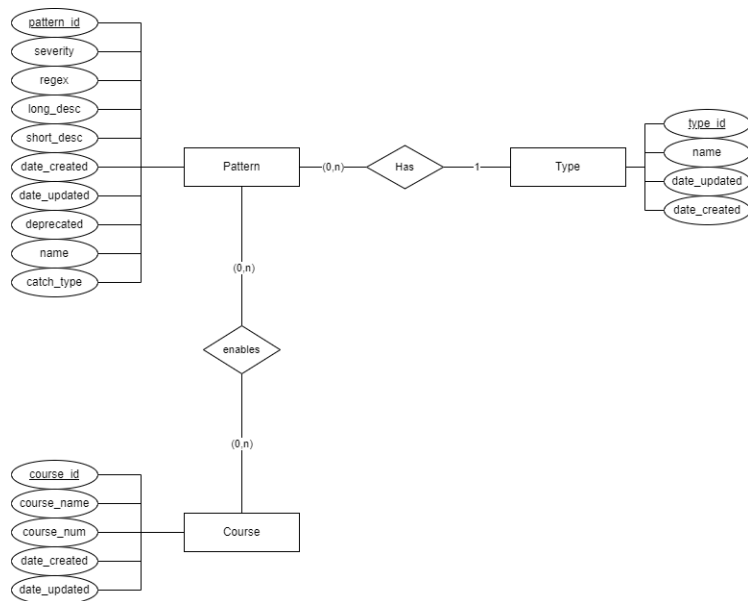 pattern_id
severity
regex
long_desc
short_desc
date_created
date_updated
deprecated
name
catch_type
Pattern
(0,n)
Has
1
Type
type_id
name
date_updated
date_created
(0,n)
enables
(0,n)
course_id
course_name
course_num
date_created
date_updated
Course